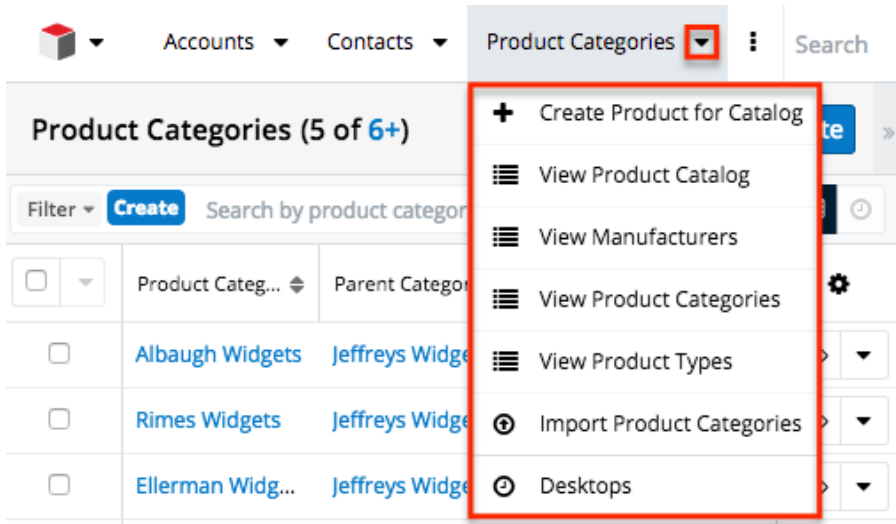 Accounts Contacts Product Categories Search
Product Categories (5 of 6+)
Create Product for Catalog
View Product Catalog
Filter Create Search by product categor
View Manufacturers
Product Categ... Parent Categor
View Product Categories
Albaugh Widgets Jeffreys Widge
View Product Types
Rimes Widgets Jeffreys Widge
Import Product Categories
Ellerman Widg... Jeffreys Widge
Desktops